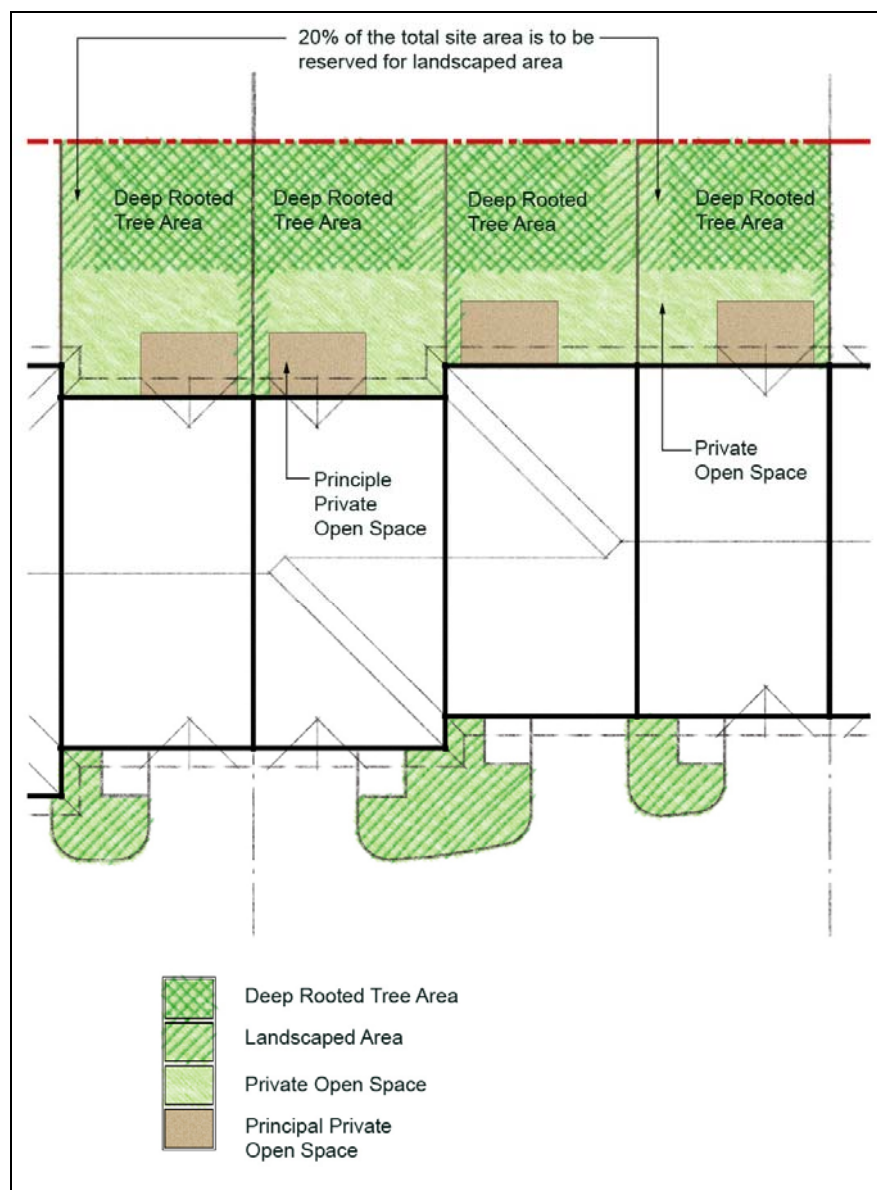 20% of the total site area is to be
reserved for landscaped area
Deep Rooted
Tree Area
Deep Rooted
Tree Area
Deep Rooted
Tree Area
Deep Rooted
Tree Area
Principle
Private
Open Space
Private
Open Space
Deep Rooted Tree Area
Landscaped Area
Private Open Space
Principal Private
Open Space